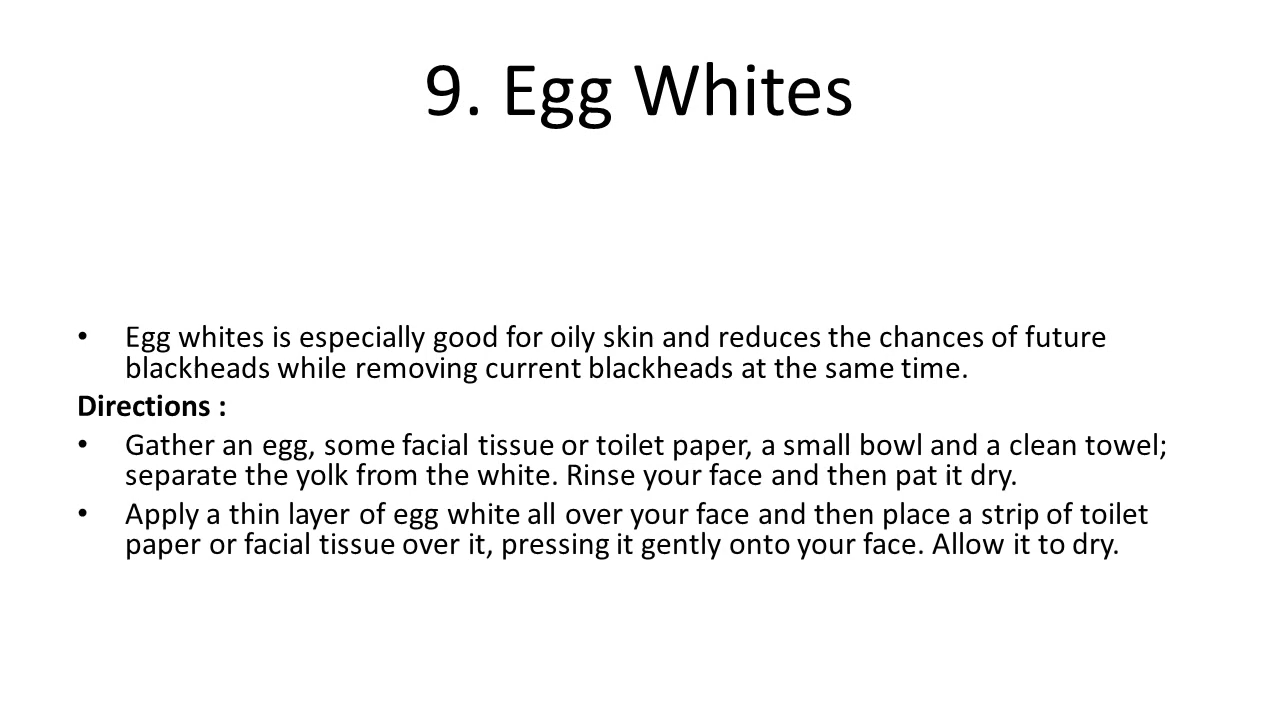 9. Egg Whites
• Egg whites is especially good for oily skin and reduces the chances of future
blackheads while removing current blackheads at the same time.
Directions :
• Gather an egg, some facial tissue or toilet paper, a small bowl and a clean towel;
separate the yolk from the white. Rinse your face and then pat it dry.
• Apply a thin layer of egg white all over your face and then place a strip of toilet
paper or facial tissue over it, pressing it gently onto your face. Allow it to dry.